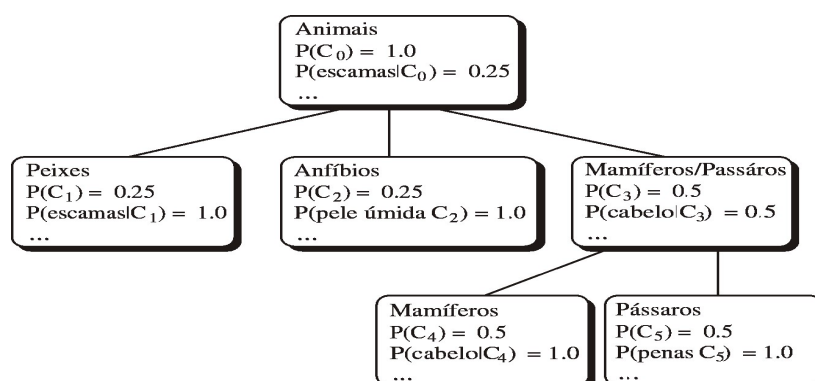 Animais
P(C₀) = 1.0
P(escamas|C₀) = 0.25
...
Peixes
P(C₁) = 0.25
P(escamas|C₁) = 1.0
...
Anfíbios
P(C₂) = 0.25
P(pele úmida C₂) = 1.0
...
Mamíferos/Passáros
P(C₃) = 0.5
P(cabelo|C₃) = 0.5
...
Mamíferos
P(C₄) = 0.5
P(cabelo|C₄) = 1.0
...
Pássaros
P(C₅) = 0.5
P(penas C₅) = 1.0
...